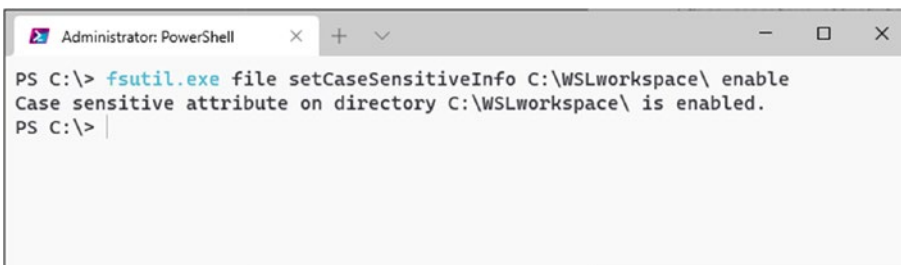 Administrator: PowerShell
PS C:\> fsutil.exe file setCaseSensitiveInfo C:\WSLworkspace\ enable
Case sensitive attribute on directory C:\WSLworkspace\ is enabled.
PS C:\>